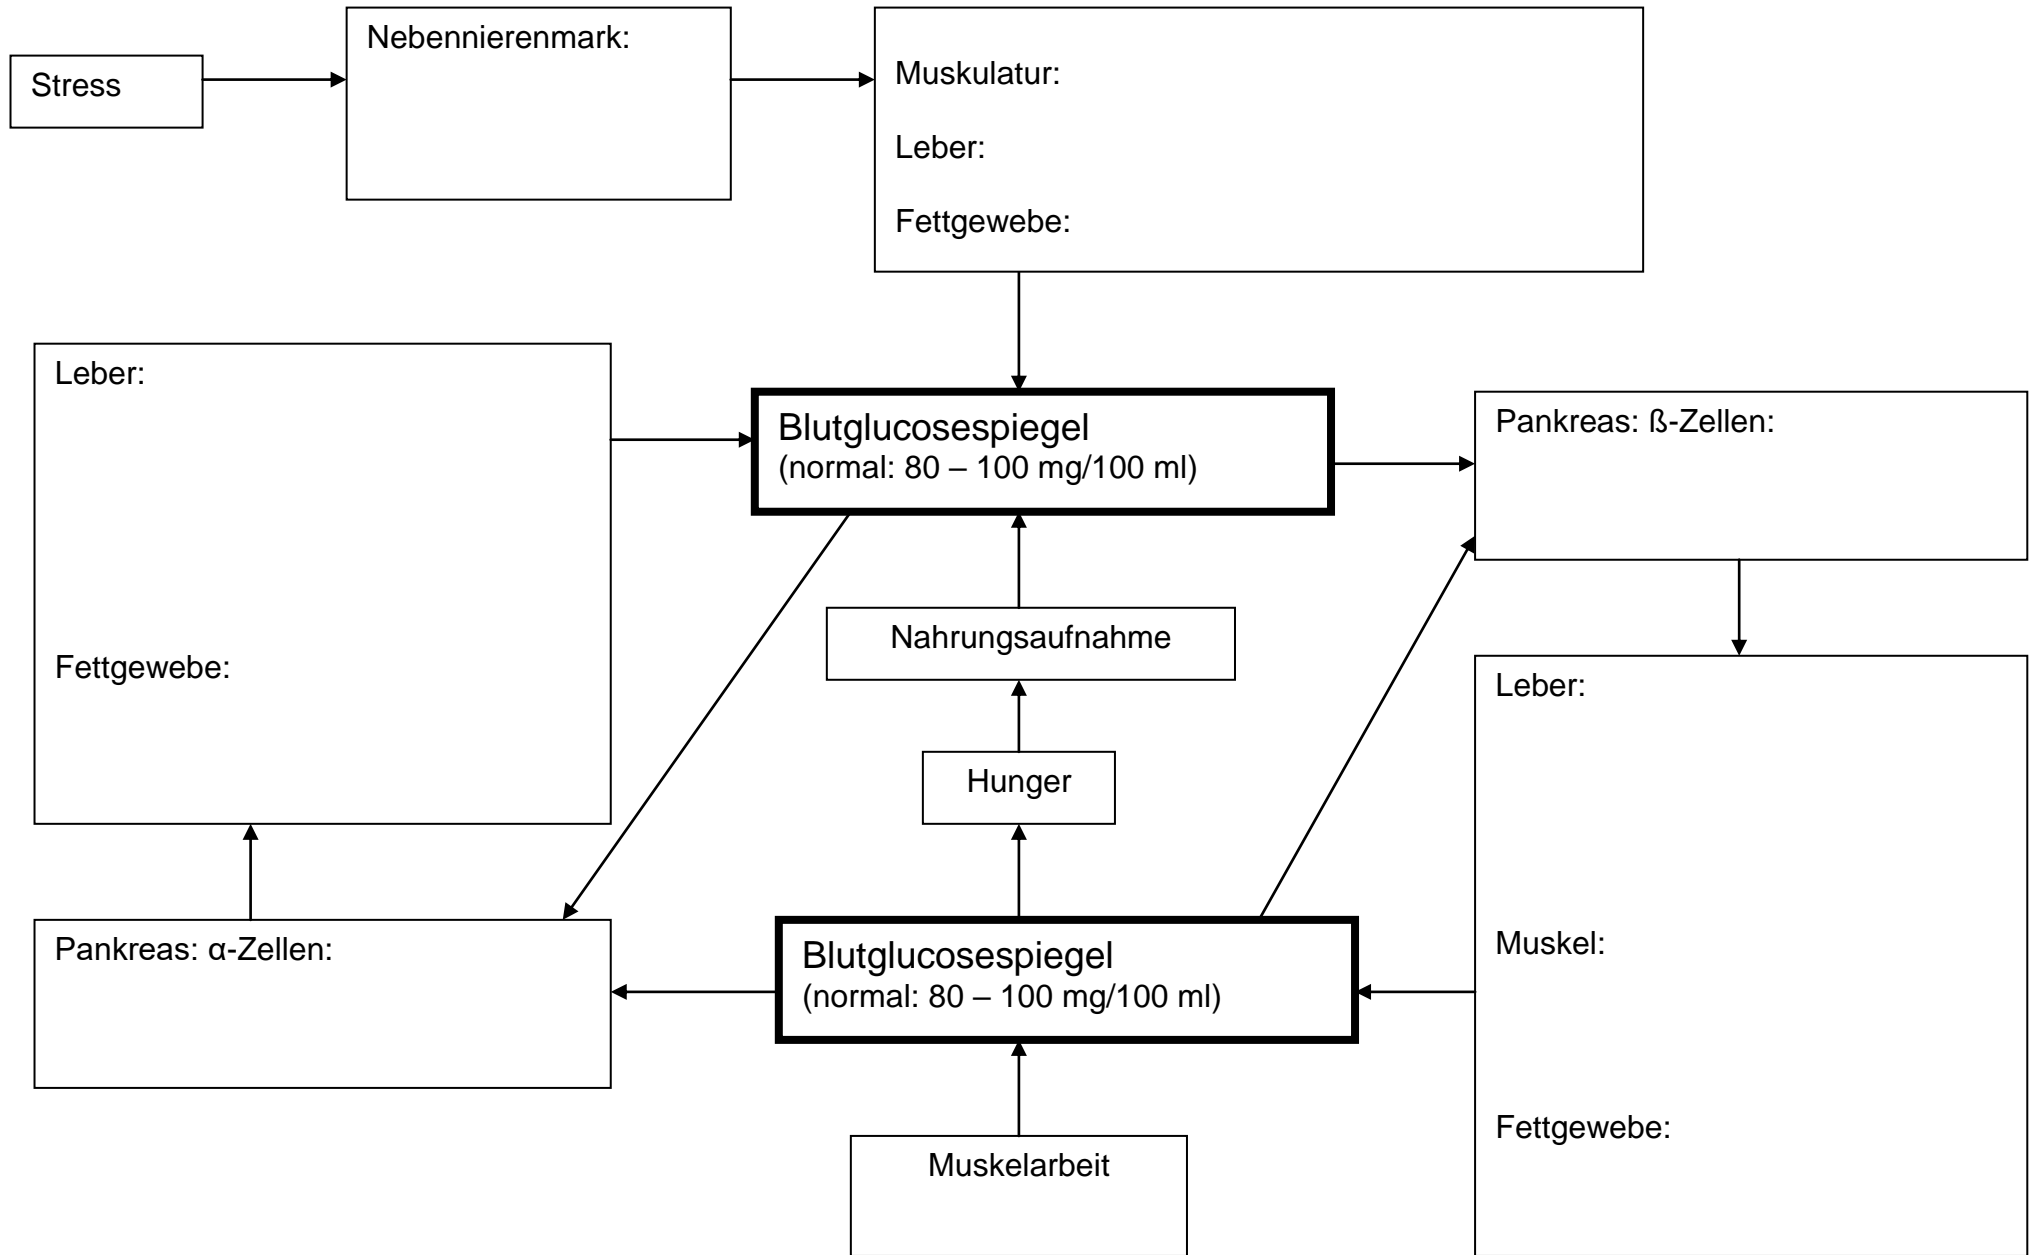 Stress
Nebennierenmark:
Muskulatur:
Leber:
Fettgewebe:
Leber:
Fettgewebe:
Blutglucosespiegel
(normal: 80 – 100 mg/100 ml)
Pankreas: ß-Zellen:
Nahrungsaufnahme
Hunger
Leber:
Muskel:
Fettgewebe:
Pankreas: α-Zellen:
Blutglucosespiegel
(normal: 80 – 100 mg/100 ml)
Muskelarbeit